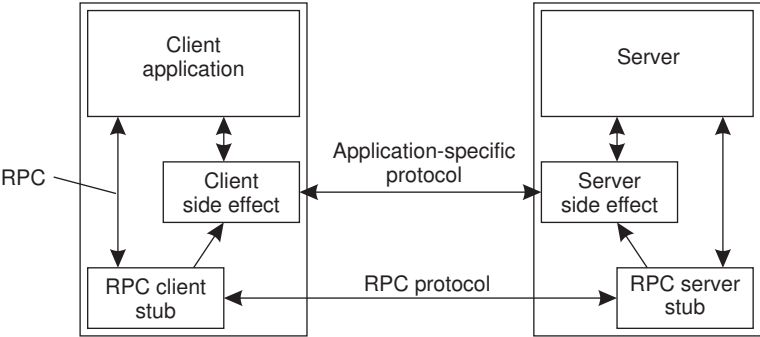 Client
application
Server
Application-specific
protocol
RPC
Client
side effect
Server
side effect
RPC client
stub
RPC protocol
RPC server
stub